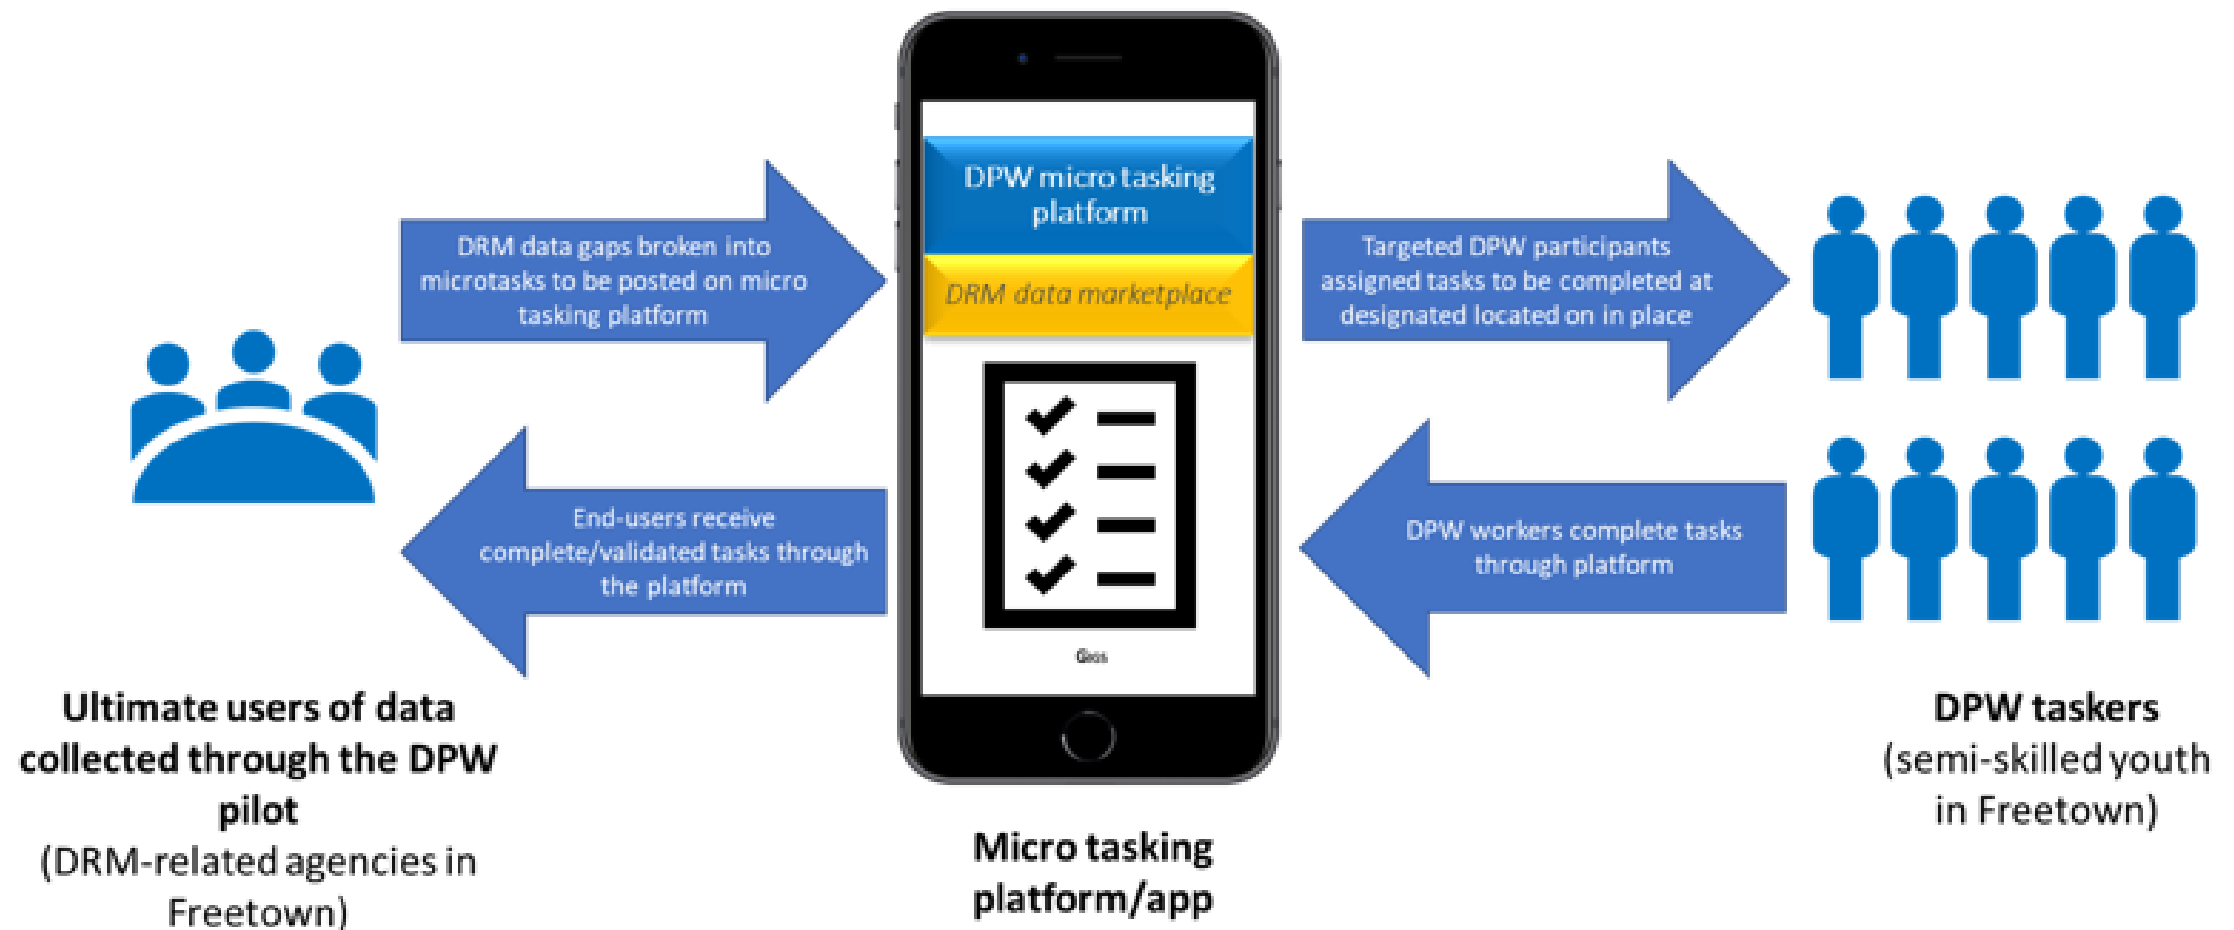 DPW micro tasking
platform
DRM data marketplace
DRM data gaps broken into
microtasks to be posted on micro
tasking platform
Targeted DPW participants
assigned tasks to be completed at
designated located on in place
End-users receive
complete/validated tasks through
the platform
DPW workers complete tasks
through platform
Ultimate users of data
collected through the DPW
pilot
(DRM-related agencies in
Freetown)
Micro tasking
platform/app
DPW taskers
(semi-skilled youth
in Freetown)